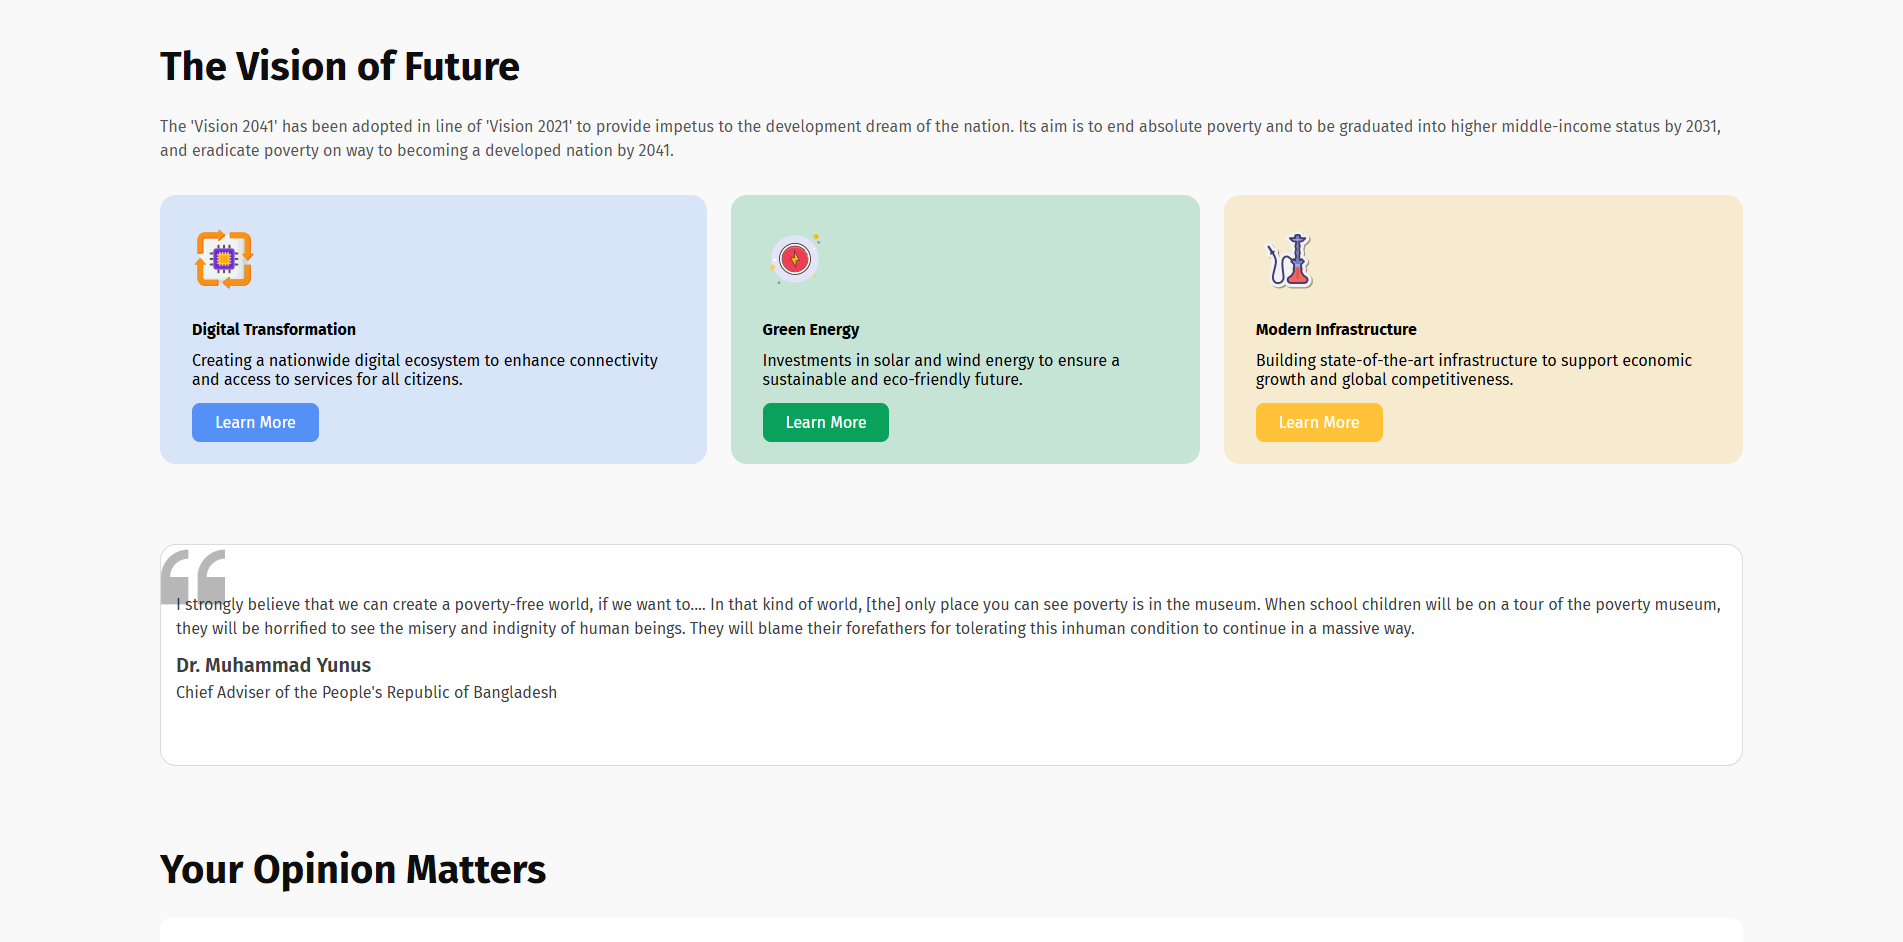 The Vision of Future
The 'Vision 2041' has been adopted in line of 'Vision 2021' to provide impetus to the development dream of the nation. Its aim is to end absolute poverty and to be graduated into higher middle-income status by 2031,
and eradicate poverty on way to becoming a developed nation by 2041.
Digital Transformation
Creating a nationwide digital ecosystem to enhance connectivity
and access to services for all citizens.
Learn More
Green Energy
Investments in solar and wind energy to ensure a
sustainable and eco-friendly future.
Learn More
Modern Infrastructure
Building state-of-the-art infrastructure to support economic
growth and global competitiveness.
Learn More
I strongly believe that we can create a poverty-free world, if we want to.... In that kind of world, [the] only place you can see poverty is in the museum. When school children will be on a tour of the poverty museum,
they will be horrified to see the misery and indignity of human beings. They will blame their forefathers for tolerating this inhuman condition to continue in a massive way.
Dr. Muhammad Yunus
Chief Adviser of the People's Republic of Bangladesh
Your Opinion Matters